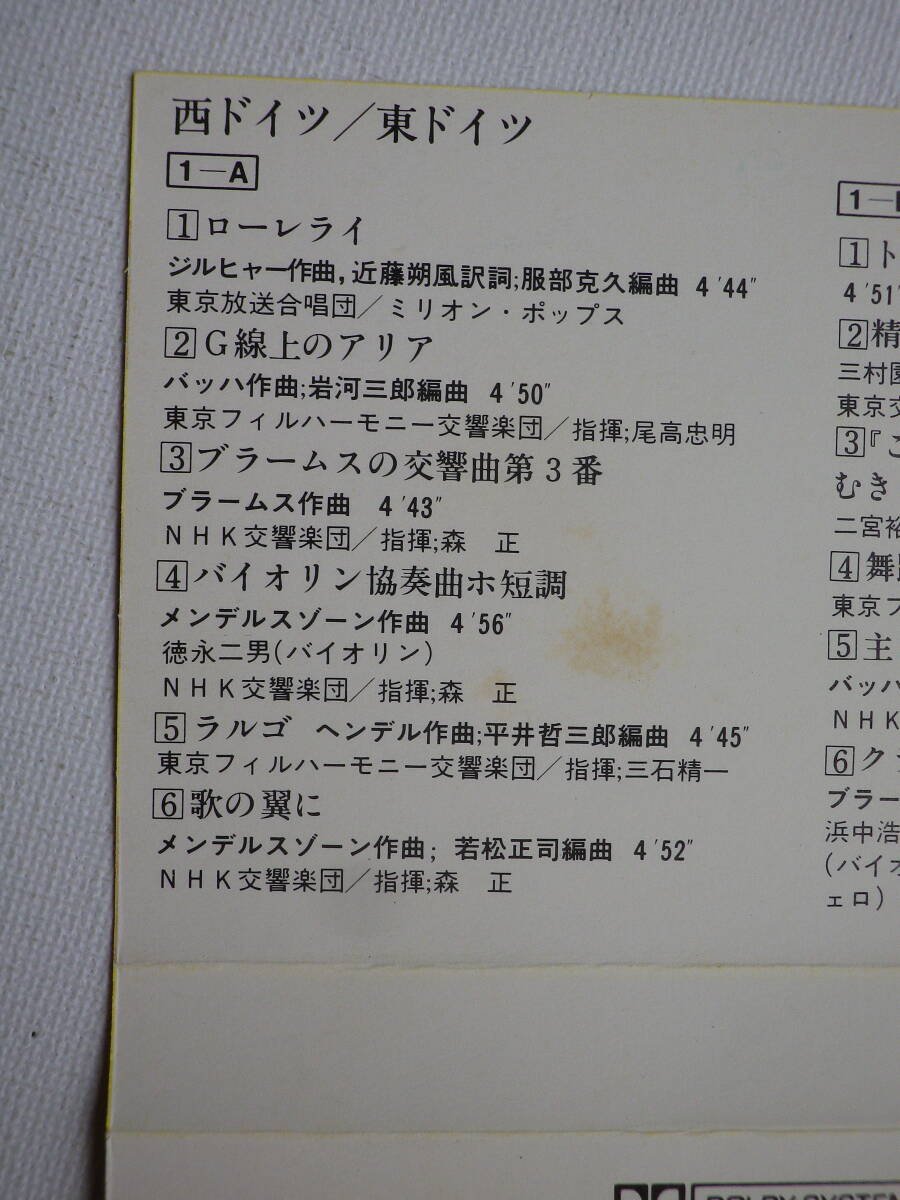 西ドイツ／東ドイツ
1―A
1 ローレライ
ジルヒャー作曲,近藤朔風訳詞;服部克久編曲 4′44″
東京放送合唱団／ミリオン・ポップス
2 G線上のアリア
バッハ作曲;岩河三郎編曲 4′50″
東京フィルハーモニー交響楽団／指揮;尾高忠明
3 ブラームスの交響曲第3番
ブラームス作曲 4′43″
NHK交響楽団／指揮;森 正
4 バイオリン協奏曲ホ短調
メンデルスゾーン作曲 4′56″
徳永二男(バイオリン)
NHK交響楽団／指揮;森 正
5 ラルゴ ヘンデル作曲;平井哲三郎編曲 4′45″
東京フィルハーモニー交響楽団／指揮;三石精一
6 歌の翼に
メンデルスゾーン作曲; 若松正司編曲 4′52″
NHK交響楽団／指揮;森 正
1―
1 ト
4′51″
2 精
三村園
東京交
3 『こ
むき
二宮裕
4 舞
東京フ
5 主
バッハ
NHK
6 ク
ブラー
浜中浩
(バイオ
ェロ)
DOLBY SYSTEM